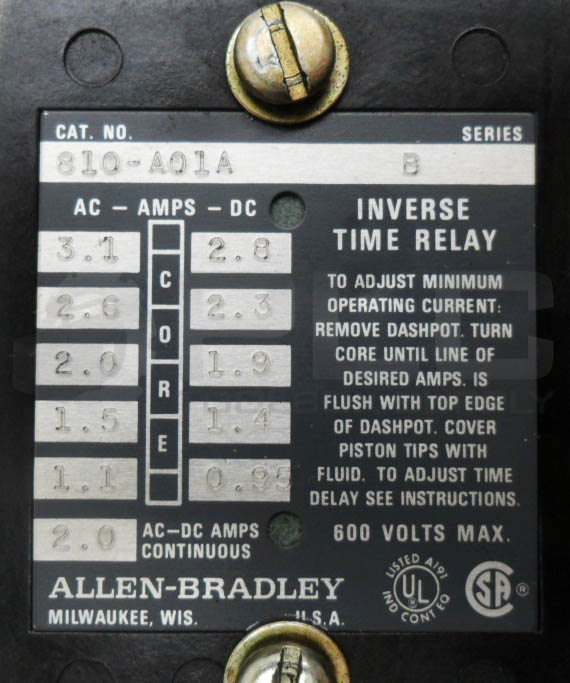 CAT. NO. SERIES
810-A01A B
AC – AMPS – DC
3.1 2.8
2.6 2.3
2.0 1.9
1.5 1.4
1.1 0.95
CORE
2.0 AC–DC AMPS
CONTINUOUS
INVERSE
TIME RELAY
TO ADJUST MINIMUM
OPERATING CURRENT:
REMOVE DASHPOT. TURN
CORE UNTIL LINE OF
DESIRED AMPS. IS
FLUSH WITH TOP EDGE
OF DASHPOT. COVER
PISTON TIPS WITH
FLUID. TO ADJUST TIME
DELAY SEE INSTRUCTIONS.
600 VOLTS MAX.
ALLEN-BRADLEY
MILWAUKEE, WIS. U.S.A.
LISTED A191
UL ®
IND CONT EQ
SA ®